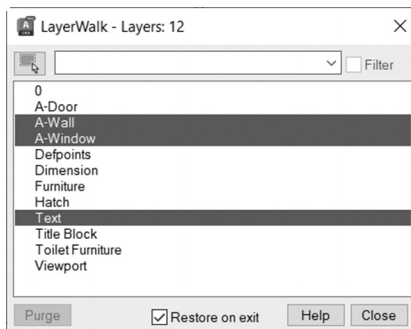 LayerWalk - Layers: 12
Filter
0
A-Door
A-Wall
A-Window
Defpoints
Dimension
Furniture
Hatch
Text
Title Block
Toilet Furniture
Viewport
Purge Restore on exit Help Close